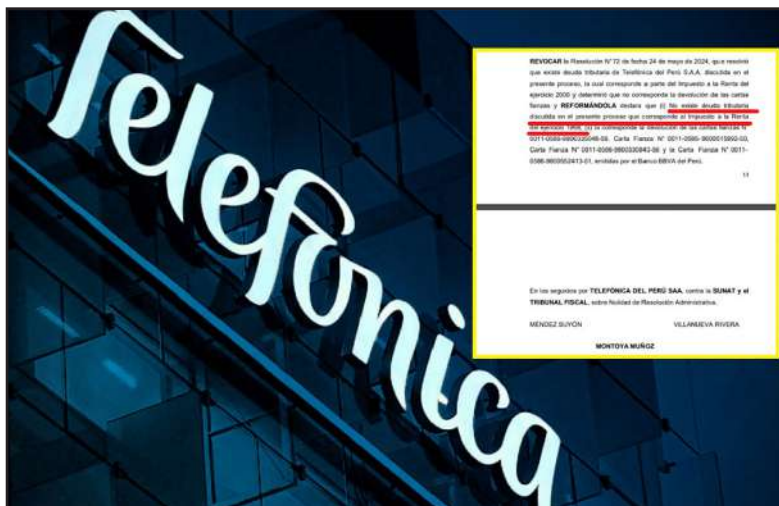 Telefónica
REVOCAR la Resolución N°72 de fecha 24 de mayo de 2024, que resolvió
que existe deuda tributaria de Telefónica del Perú S.A.A. discutida en el
presente proceso, la cual corresponde a parte del Impuesto a la Renta del
ejercicio 2000 y determinó que no corresponde la devolución de las cartas
fianzas y REFORMÁNDOLA declara que (i) No existe deuda tributaria
discutida en el presente proceso que corresponde al Impuesto a la Renta
del ejercicio (ii) la corresponde la devolución de las cartas fianzas N°
Carta Fianza N° y la Carta Fianza N° 0011-
emitidas por el Banco BBVA del Perú.
En los seguidos por TELEFÓNICA DEL PERÚ SAA, contra la SUNAT y el
TRIBUNAL FISCAL, sobre Nulidad de Resolución Administrativa.
MÉNDEZ SUYÓN VILLANUEVA RIVERA
MONTOYA MUÑOZ